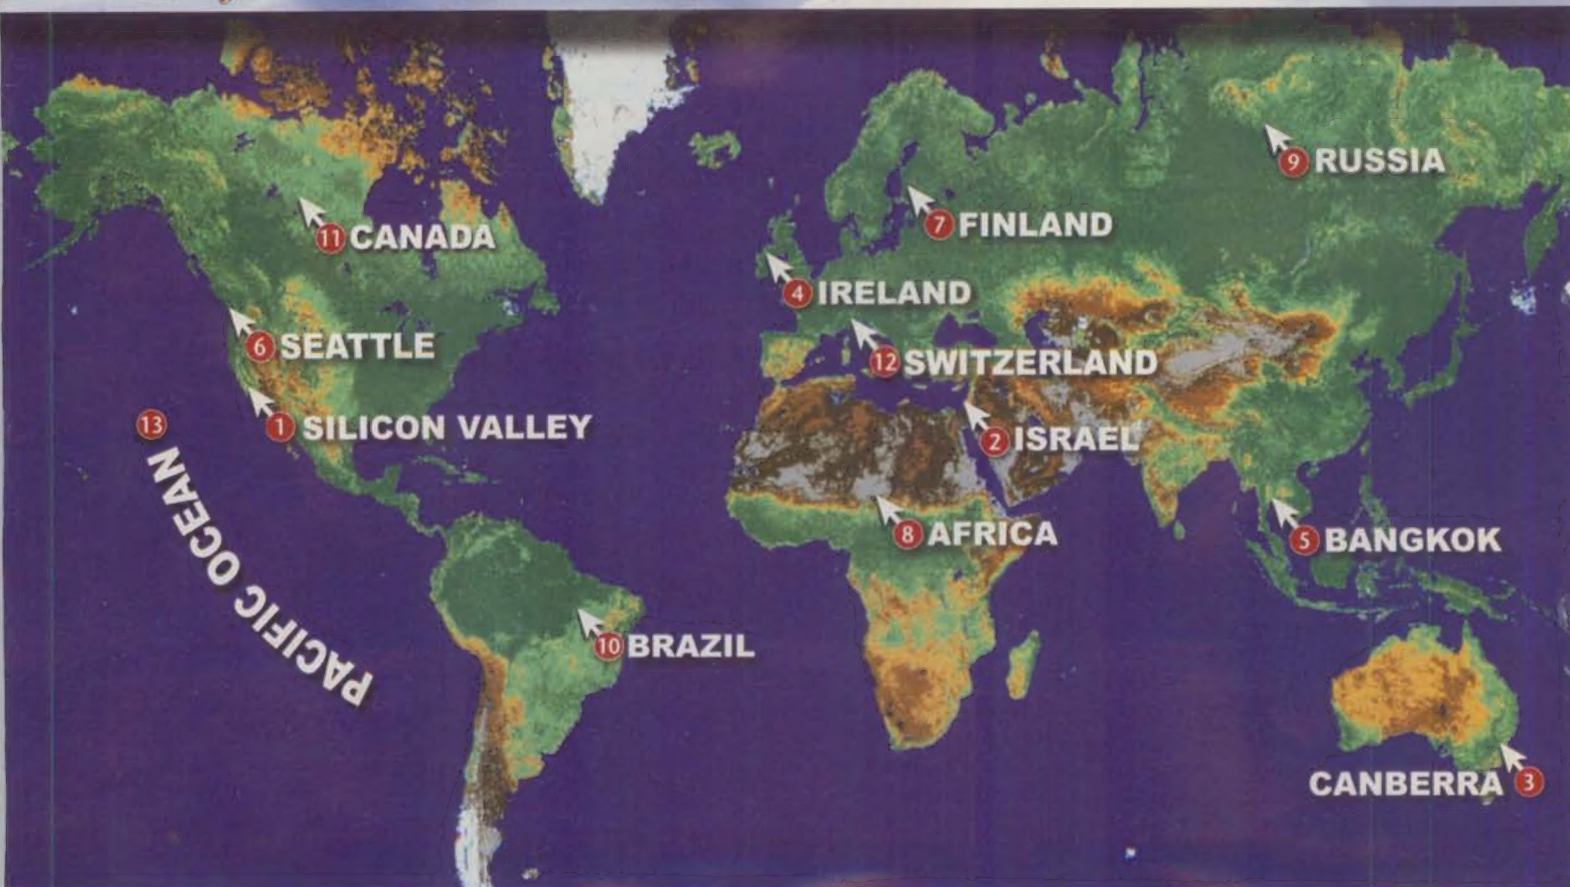 9 RUSSIA
11 CANADA
7 FINLAND
4 IRELAND
6 SEATTLE
12 SWITZERLAND
13 PACIFIC OCEAN
1 SILICON VALLEY
2 ISRAEL
8 AFRICA
5 BANGKOK
10 BRAZIL
CANBERRA 3